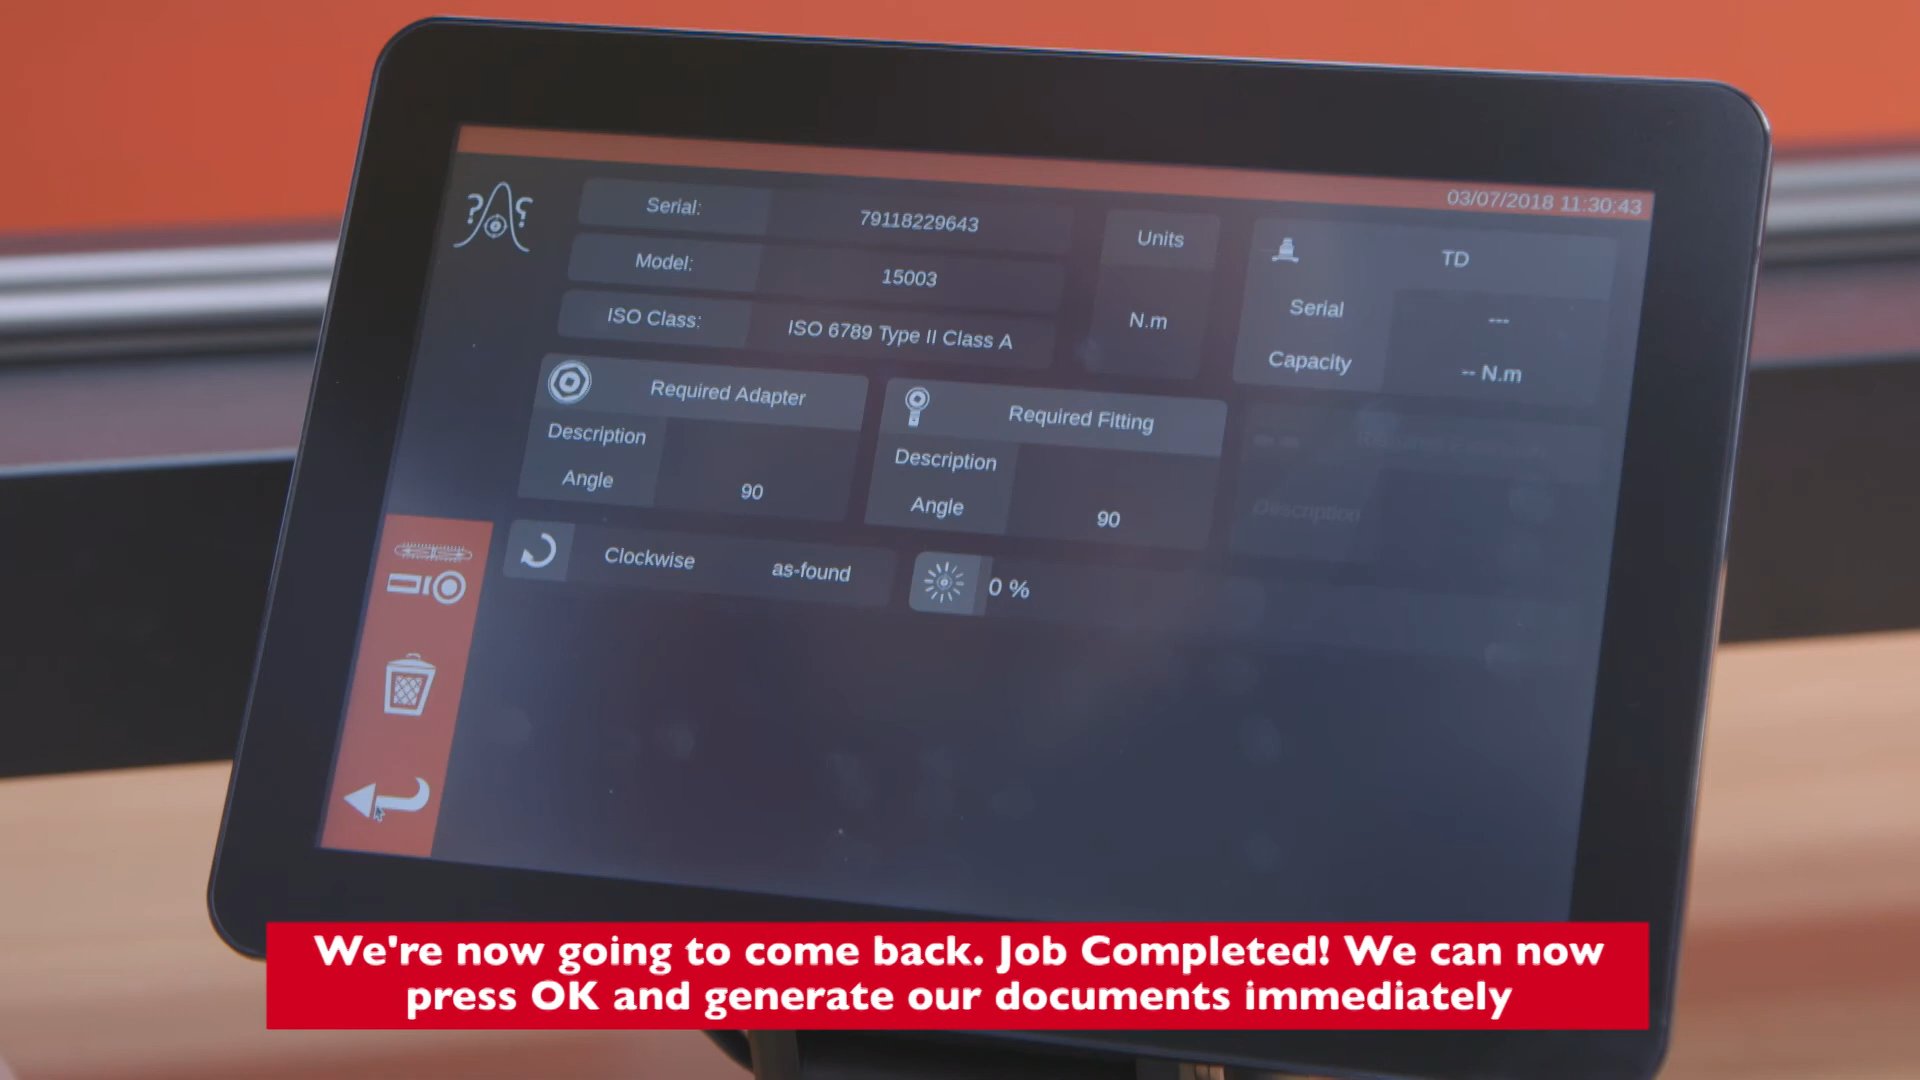 03/07/2018 11:30:43
Serial: 79118229643
Model: 15003
ISO Class: ISO 6789 Type II Class A
Units
N.m
TD
Serial ---
Capacity -- N.m
Required Adapter
Description
Angle 90
Required Fitting
Description
Angle 90
Description
Clockwise as-found
0 %
We're now going to come back. Job Completed! We can now
press OK and generate our documents immediately